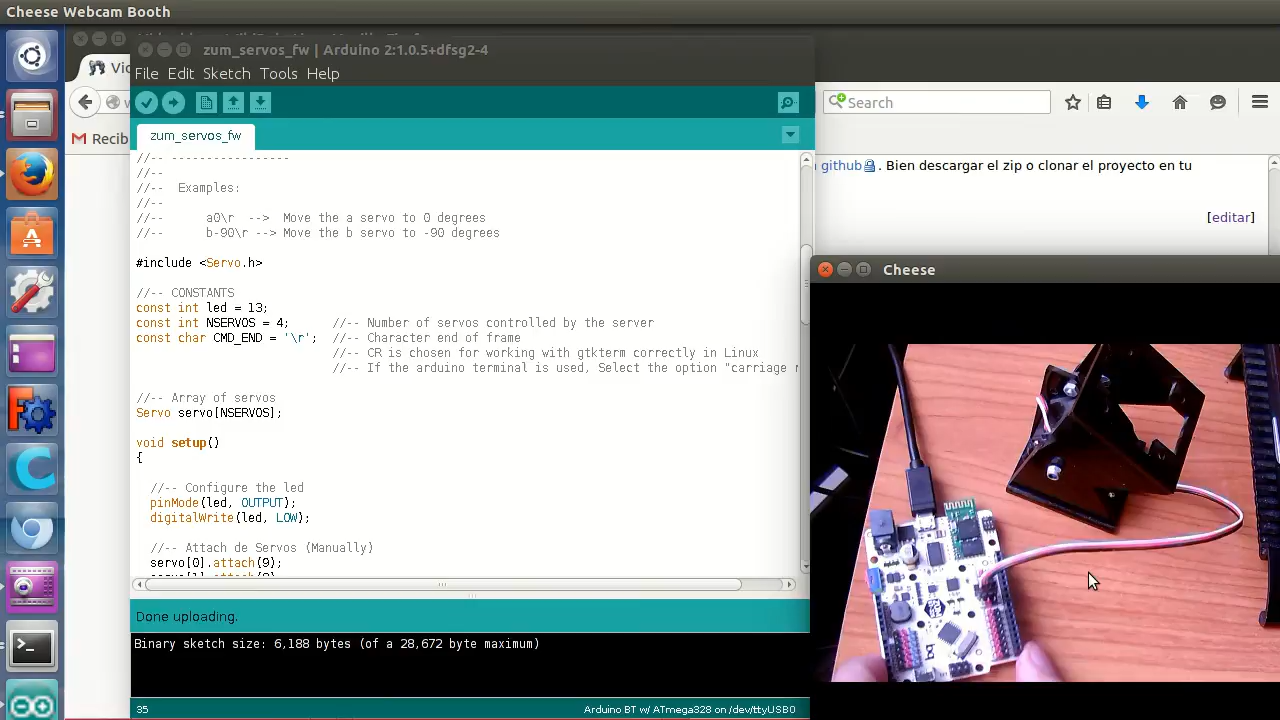 Cheese Webcam Booth
zum_servos_fw | Arduino 2:1.0.5+dfsg2-4
File Edit Sketch Tools Help
Search
zum_servos_fw
Recib
//-- ----------------
//--
//--  Examples:
//--
//--      a0\r  -->  Move the a servo to 0 degrees
//--      b-90\r --> Move the b servo to -90 degrees
#include <Servo.h>
//-- CONSTANTS
const int led = 13;
const int NSERVOS = 4;      //-- Number of servos controlled by the server
const char CMD_END = '\r';  //-- Character end of frame
//-- CR is chosen for working with gtkterm correctly in Linux
//-- If the arduino terminal is used, Select the option "carriage
//-- Array of servos
Servo servo[NSERVOS];
void setup()
{
//-- Configure the led
pinMode(led, OUTPUT);
digitalWrite(led, LOW);
//-- Attach de Servos (Manually)
servo[0].attach(9);
Done uploading.
Binary sketch size: 6,188 bytes (of a 28,672 byte maximum)
35
Arduino BT w/ ATmega328 on /dev/ttyUSB0
github . Bien descargar el zip o clonar el proyecto en tu
[editar]
Cheese
bq